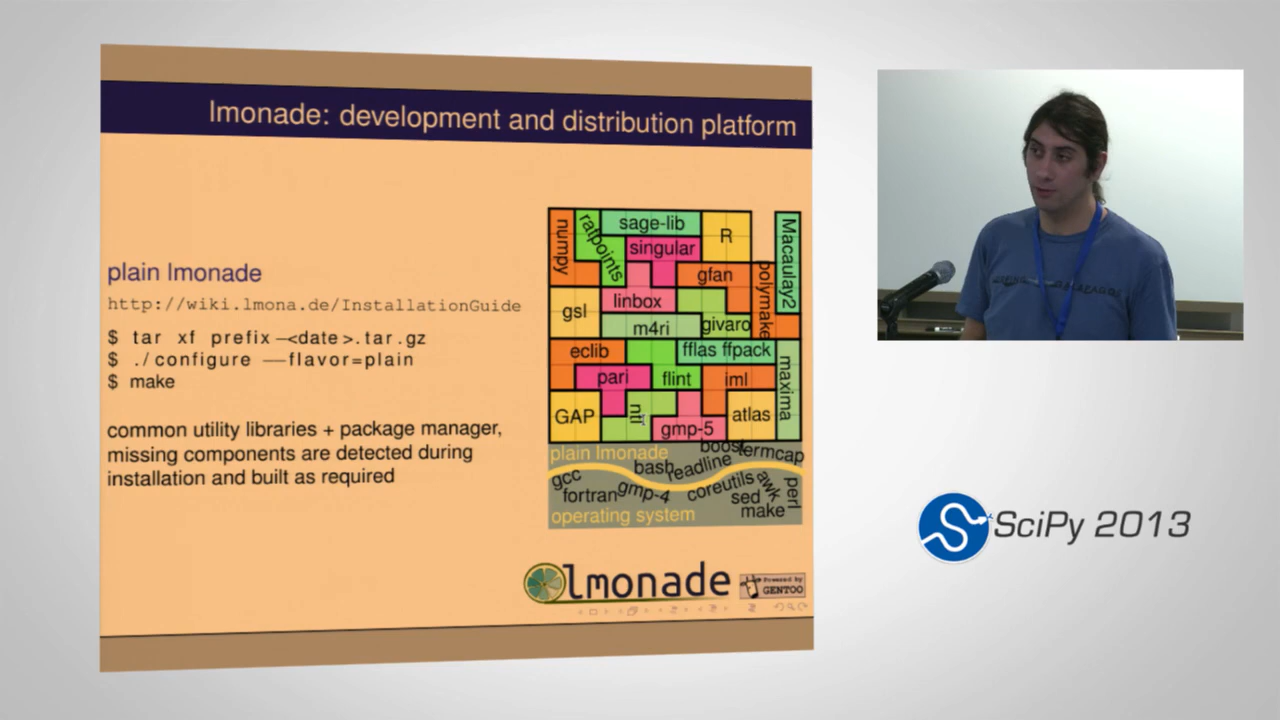 lmonade: development and distribution platform
plain lmonade
http://wiki.lmona.de/InstallationGuide
$ tar xf prefix-<date>.tar.gz
$ ./configure --flavor=plain
$ make
common utility libraries + package manager,
missing components are detected during
installation and built as required
numpy
ratpoints
sage-lib
R
Macaulay2
singular
gfan
polymake
linbox
gsl
m4ri
givaro
eclib
fflas ffpack
maxima
pari
flint
iml
GAP
ntl
atlas
gmp-5
plain lmonade
boost
termcap
bash
readline
gcc
fortran
gmp-4
coreutils
awk
perl
sed
make
operating system
lmonade
Powered by
GENTOO
SciPy 2013